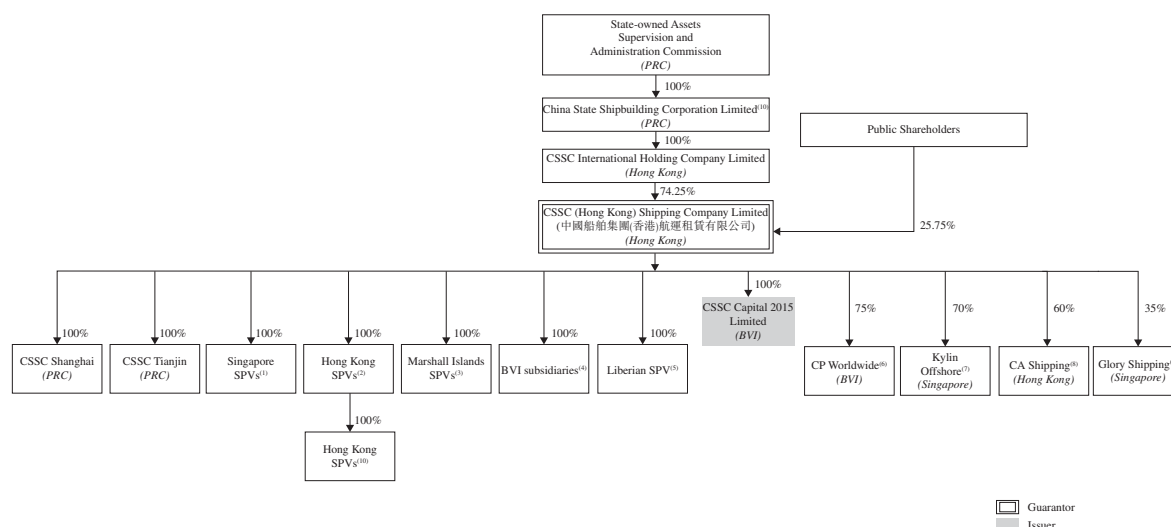 State-owned Assets
Supervision and
Administration Commission
(PRC)
100%
China State Shipbuilding Corporation Limited(10)
(PRC)
Public Shareholders
100%
CSSC International Holding Company Limited
(Hong Kong)
74.25%
CSSC (Hong Kong) Shipping Company Limited
(中國船舶集團(香港)航運租賃有限公司)
(Hong Kong)
25.75%
100%
CSSC Shanghai
(PRC)
100%
CSSC Tianjin
(PRC)
100%
Singapore
SPVs(1)
100%
Hong Kong
SPVs(2)
100%
Marshall Islands
SPVs(3)
100%
BVI subsidiaries(4)
100%
Liberian SPV(5)
100%
CSSC Capital 2015
Limited
(BVI)
75%
CP Worldwide(6)
(BVI)
70%
Kylin
Offshore(7)
(Singapore)
60%
CA Shipping(8)
(Hong Kong)
35%
Glory Shipping
(Singapore)
100%
Hong Kong
SPVs(10)
Guarantor
Issuer